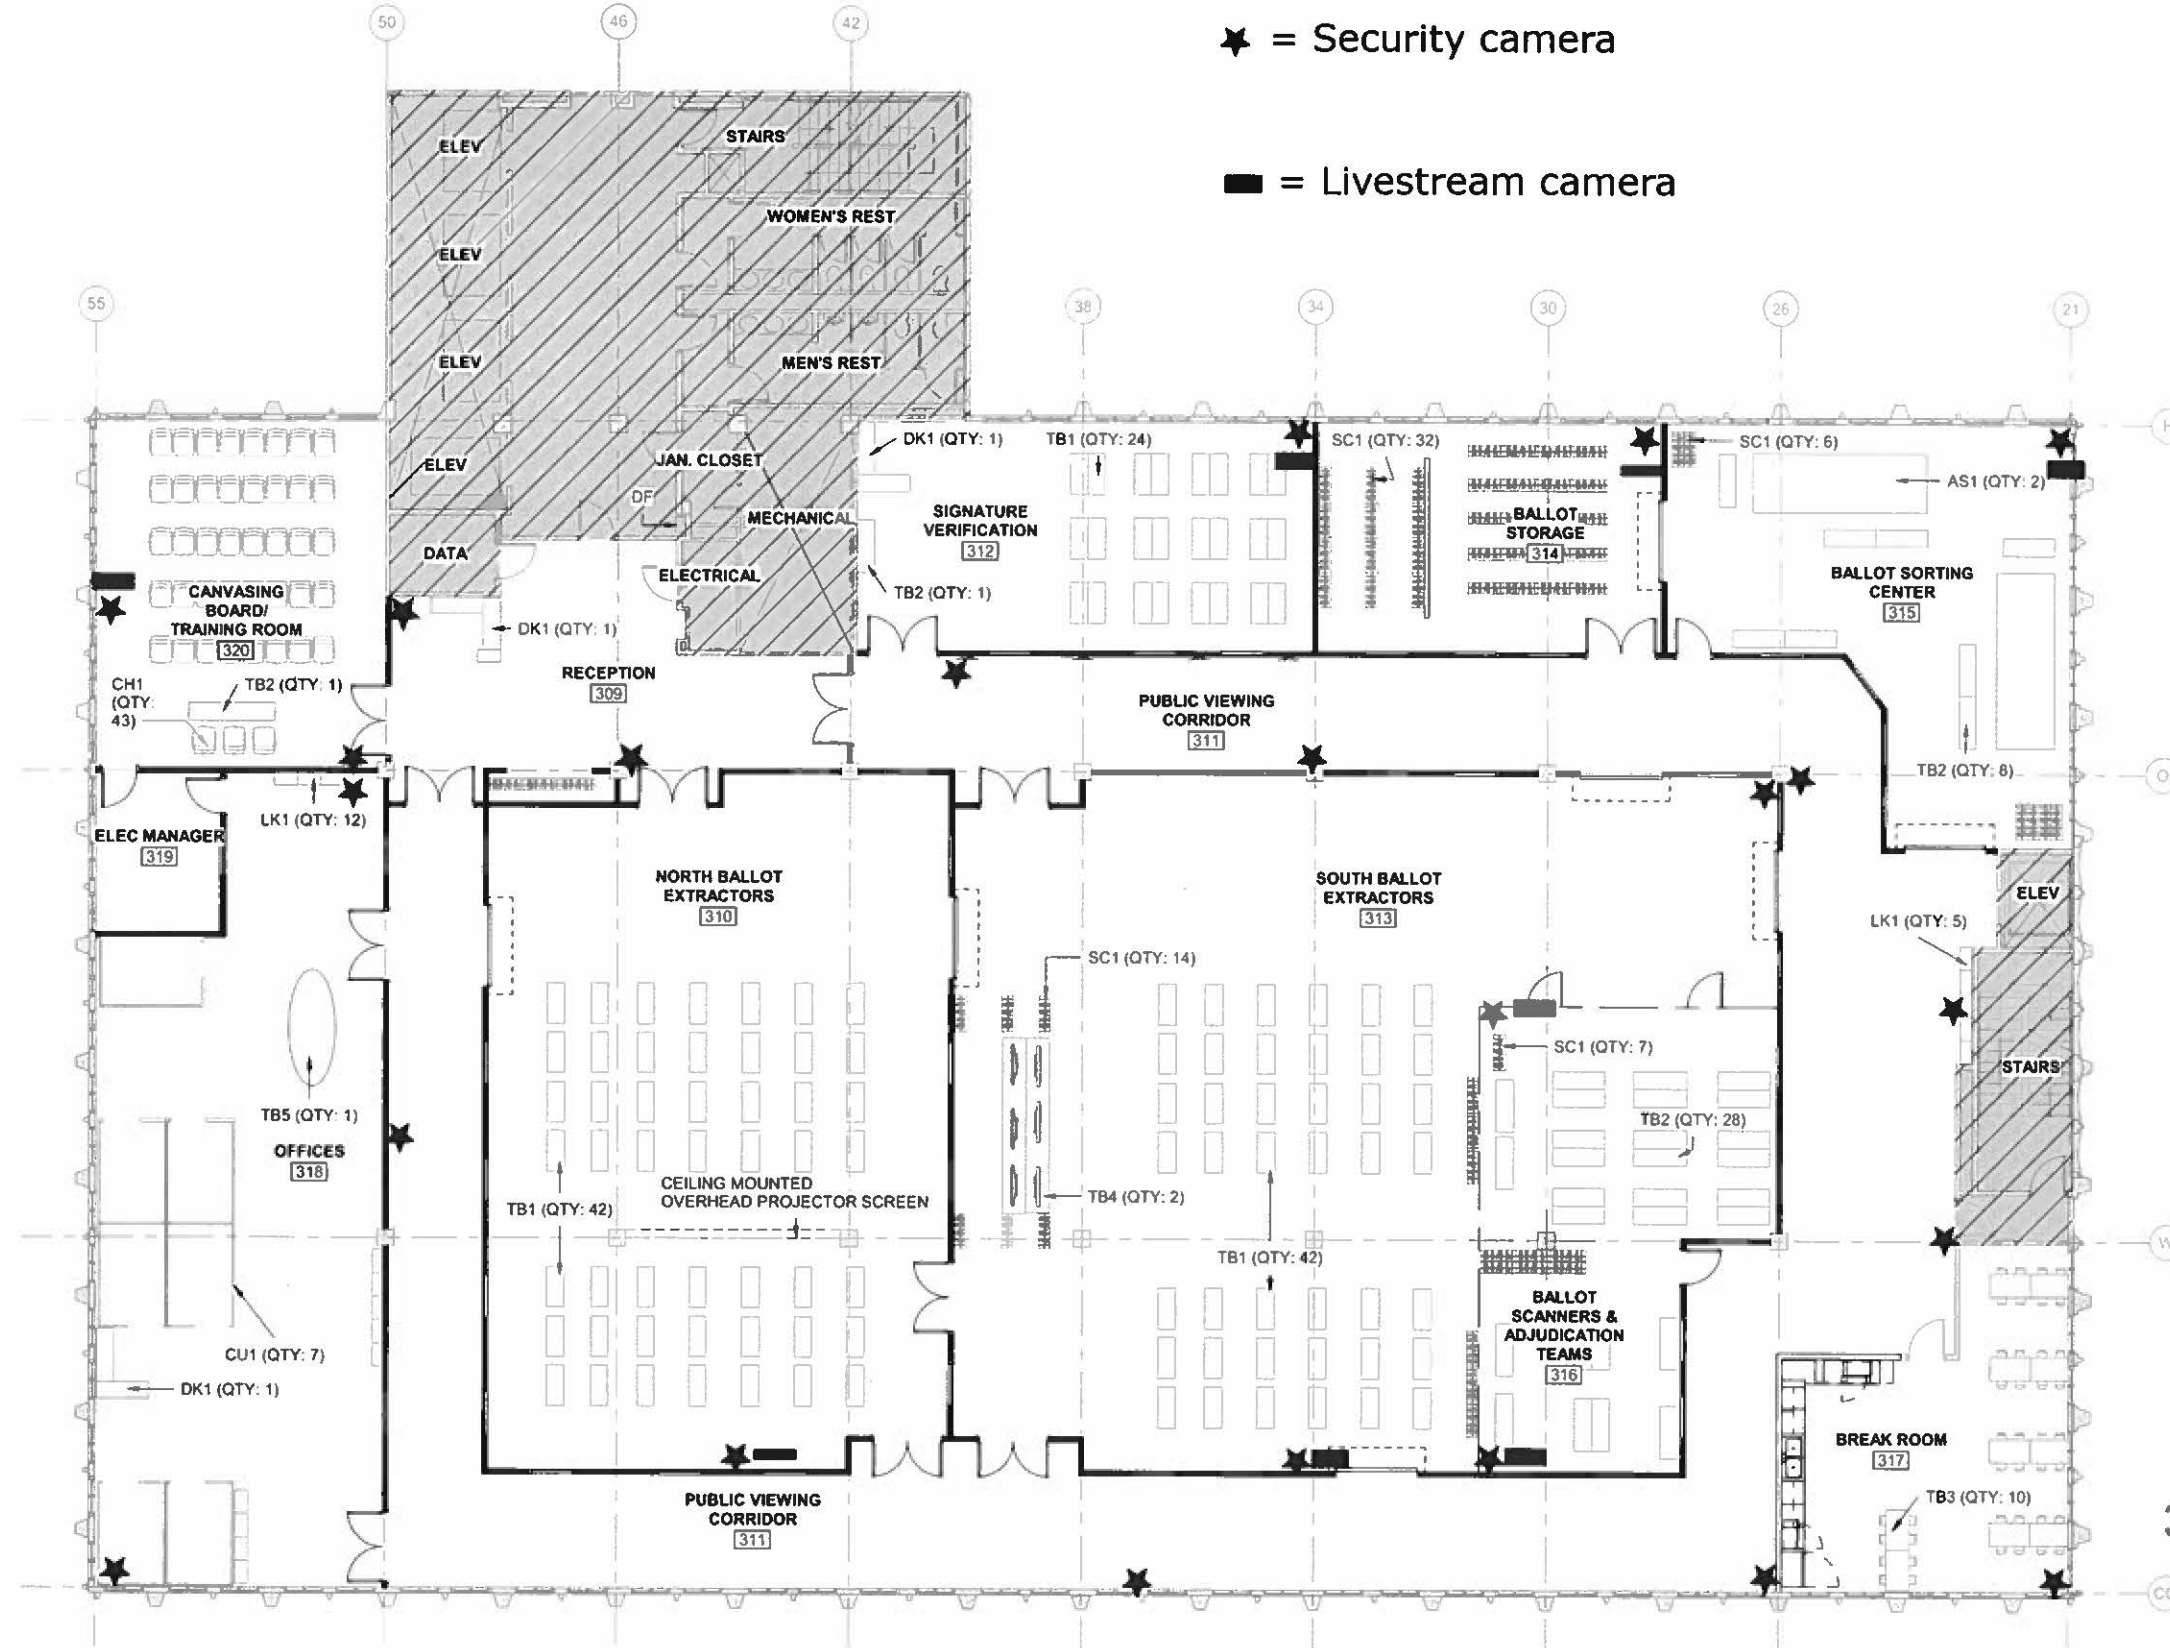 50
46
42
= Security camera
= Livestream camera
ELEV
STAIRS
WOMEN'S REST
ELEV
ELEV
MEN'S REST
55
38
34
30
26
21
ELEV
JAN. CLOSET
DF
MECHANICAL
DATA
ELECTRICAL
DK1 (QTY: 1)
TB1 (QTY: 24)
SIGNATURE
VERIFICATION
312
TB2 (QTY: 1)
SC1 (QTY: 32)
BALLOT
STORAGE
314
SC1 (QTY: 6)
AS1 (QTY: 2)
BALLOT SORTING
CENTER
315
TB2 (QTY: 8)
CANVASING
BOARD/
TRAINING ROOM
320
CH1
(QTY:
43)
TB2 (QTY: 1)
DK1 (QTY: 1)
RECEPTION
309
PUBLIC VIEWING
CORRIDOR
311
O
LK1 (QTY: 12)
ELEC MANAGER
319
NORTH BALLOT
EXTRACTORS
310
SOUTH BALLOT
EXTRACTORS
313
ELEV
LK1 (QTY: 5)
SC1 (QTY: 14)
SC1 (QTY: 7)
STAIRS
TB5 (QTY: 1)
OFFICES
318
TB2 (QTY: 28)
CEILING MOUNTED
OVERHEAD PROJECTOR SCREEN
TB1 (QTY: 42)
TB4 (QTY: 2)
TB1 (QTY: 42)
BALLOT
SCANNERS &
ADJUDICATION
TEAMS
316
CU1 (QTY: 7)
DK1 (QTY: 1)
BREAK ROOM
317
TB3 (QTY: 10)
PUBLIC VIEWING
CORRIDOR
311